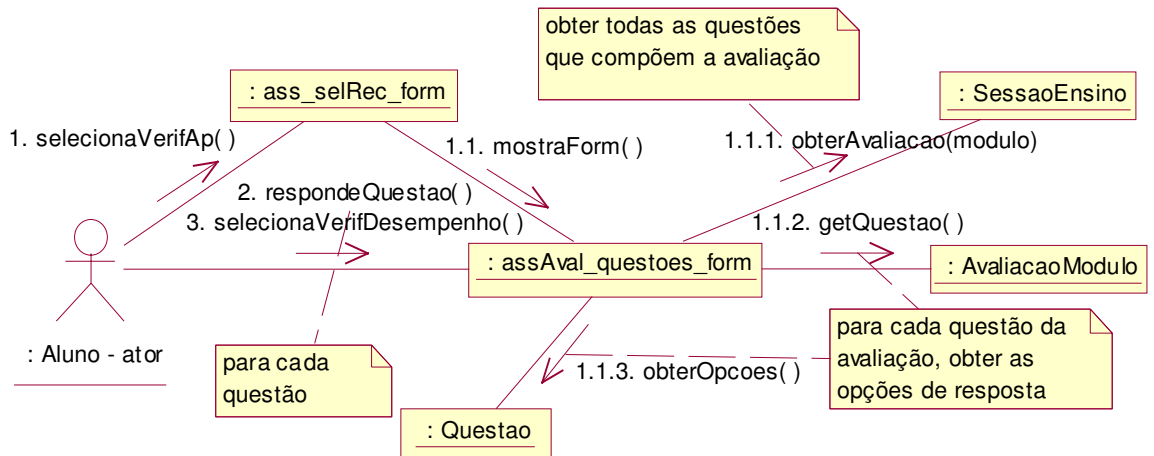 obter todas as questões
que compõem a avaliação
: ass_selRec_form
: SessaoEnsino
1. selecionaVerifAp( )
1.1. mostraForm( )
1.1.1. obterAvaliacao(modulo)
2. respondeQuestao( )
3. selecionaVerifDesempenho( )
1.1.2. getQuestao( )
: assAval_questoes_form
: AvaliacaoModulo
: Aluno - ator
para cada
questão
1.1.3. obterOpcoes( )
para cada questão da
avaliação, obter as
opções de resposta
: Questao